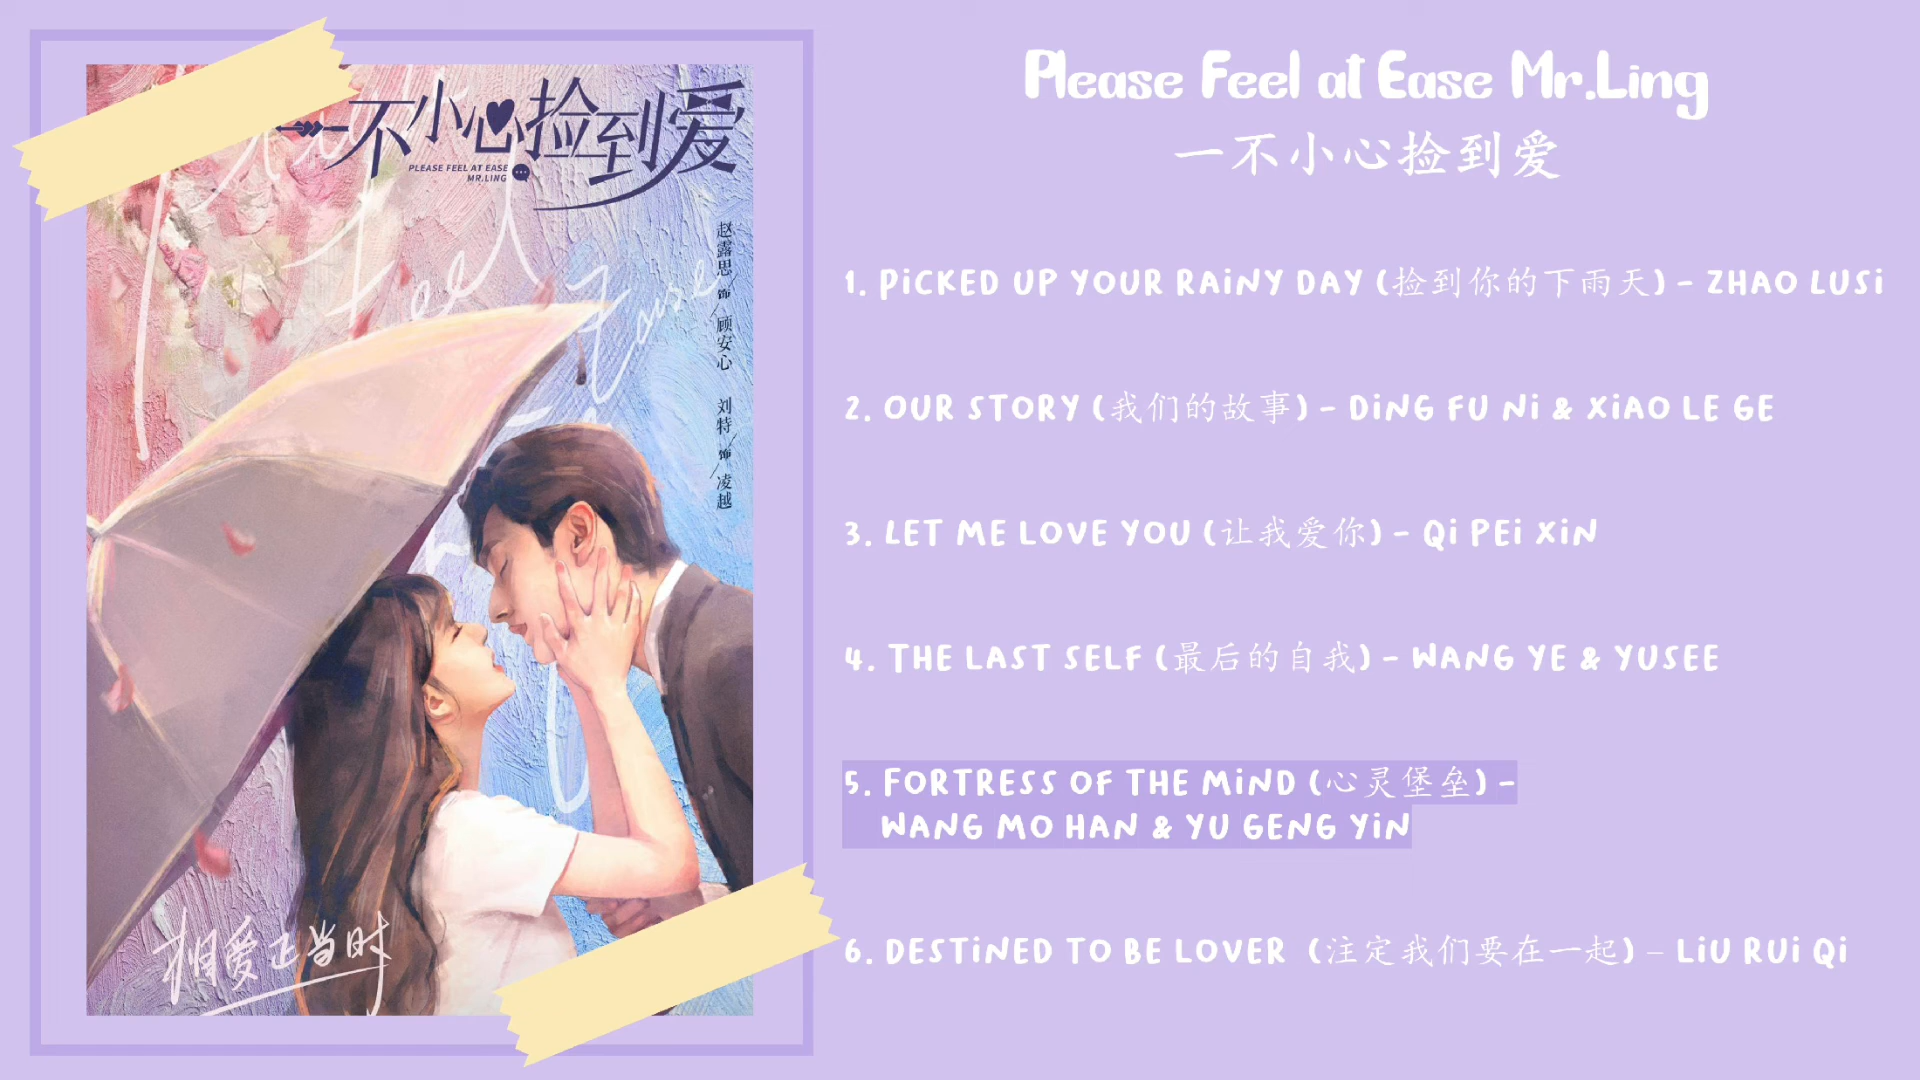 一不小心捡到爱
PLEASE FEEL AT EASE
MR.LING
赵露思 饰 顾安心
刘特 饰 凌越
Feel
Ease
相爱正当时
Please Feel at Ease Mr.Ling
一不小心捡到爱
1. PiCKED UP YOUR RAiNY DAY (捡到你的下雨天) - ZHAO LUSi
2. OUR STORY (我们的故事) - DiNG FU Ni & XiAO LE GE
3. LET ME LOVE YOU (让我爱你) - Qi PEi XiN
4. THE LAST SELF (最后的自我) - WANG YE & YUSEE
5. FORTRESS OF THE MiND (心灵堡垒) -
WANG MO HAN & YU GENG YiN
6. DESTiNED TO BE LOVER (注定我们要在一起) – LiU RUi Qi